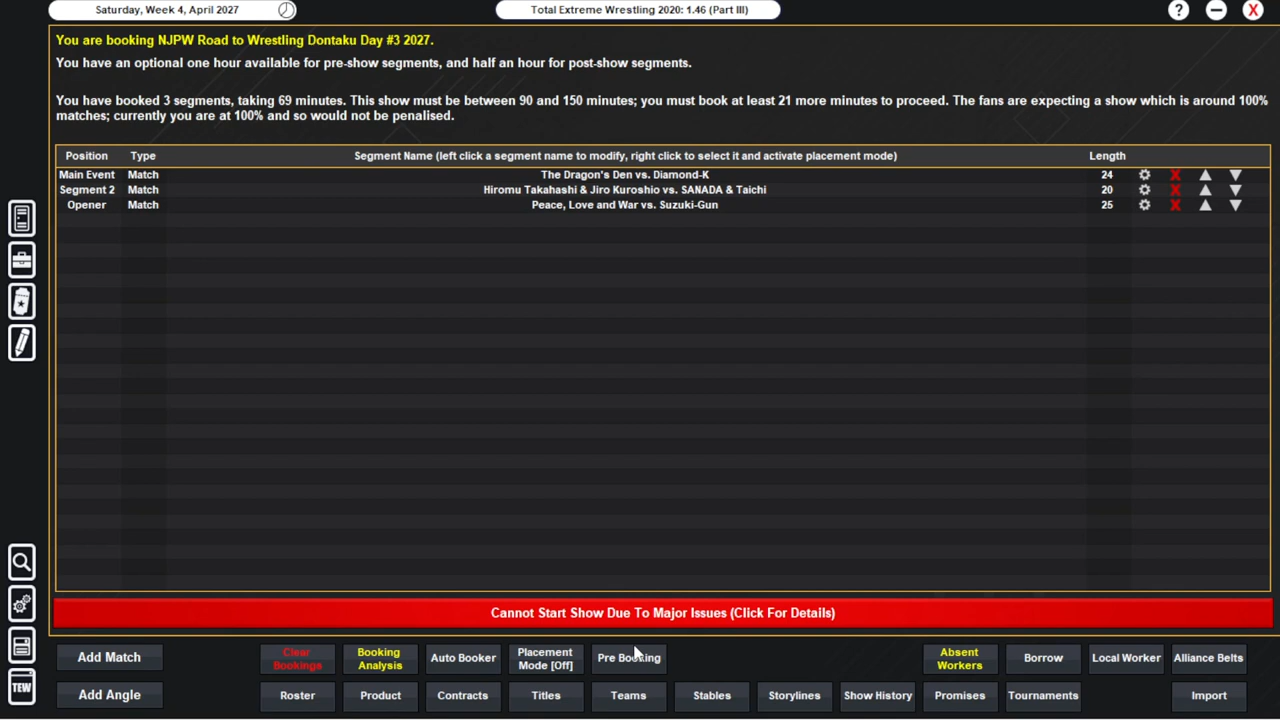 Saturday, Week 4, April 2027
Total Extreme Wrestling 2020: 1.46 (Part III)
? X
You are booking NJPW Road to Wrestling Dontaku Day #3 2027.
You have an optional one hour available for pre-show segments, and half an hour for post-show segments.
You have booked 3 segments, taking 69 minutes. This show must be between 90 and 150 minutes; you must book at least 21 more minutes to proceed. The fans are expecting a show which is around 100%
matches; currently you are at 100% and so would not be penalised.
Position Type Segment Name (left click a segment name to modify, right click to select it and activate placement mode) Length
Main Event Match The Dragon's Den vs. Diamond-K 24 X
Segment 2 Match Hiromu Takahashi & Jiro Kuroshio vs. SANADA & Taichi 20 X
Opener Match Peace, Love and War vs. Suzuki-Gun 25 X
Cannot Start Show Due To Major Issues (Click For Details)
Add Match
Clear
Bookings
Booking
Analysis
Auto Booker
Placement
Mode [Off]
Pre Booking
Absent
Workers
Borrow
Local Worker
Alliance Belts
TEW
Add Angle
Roster
Product
Contracts
Titles
Teams
Stables
Storylines
Show History
Promises
Tournaments
Import